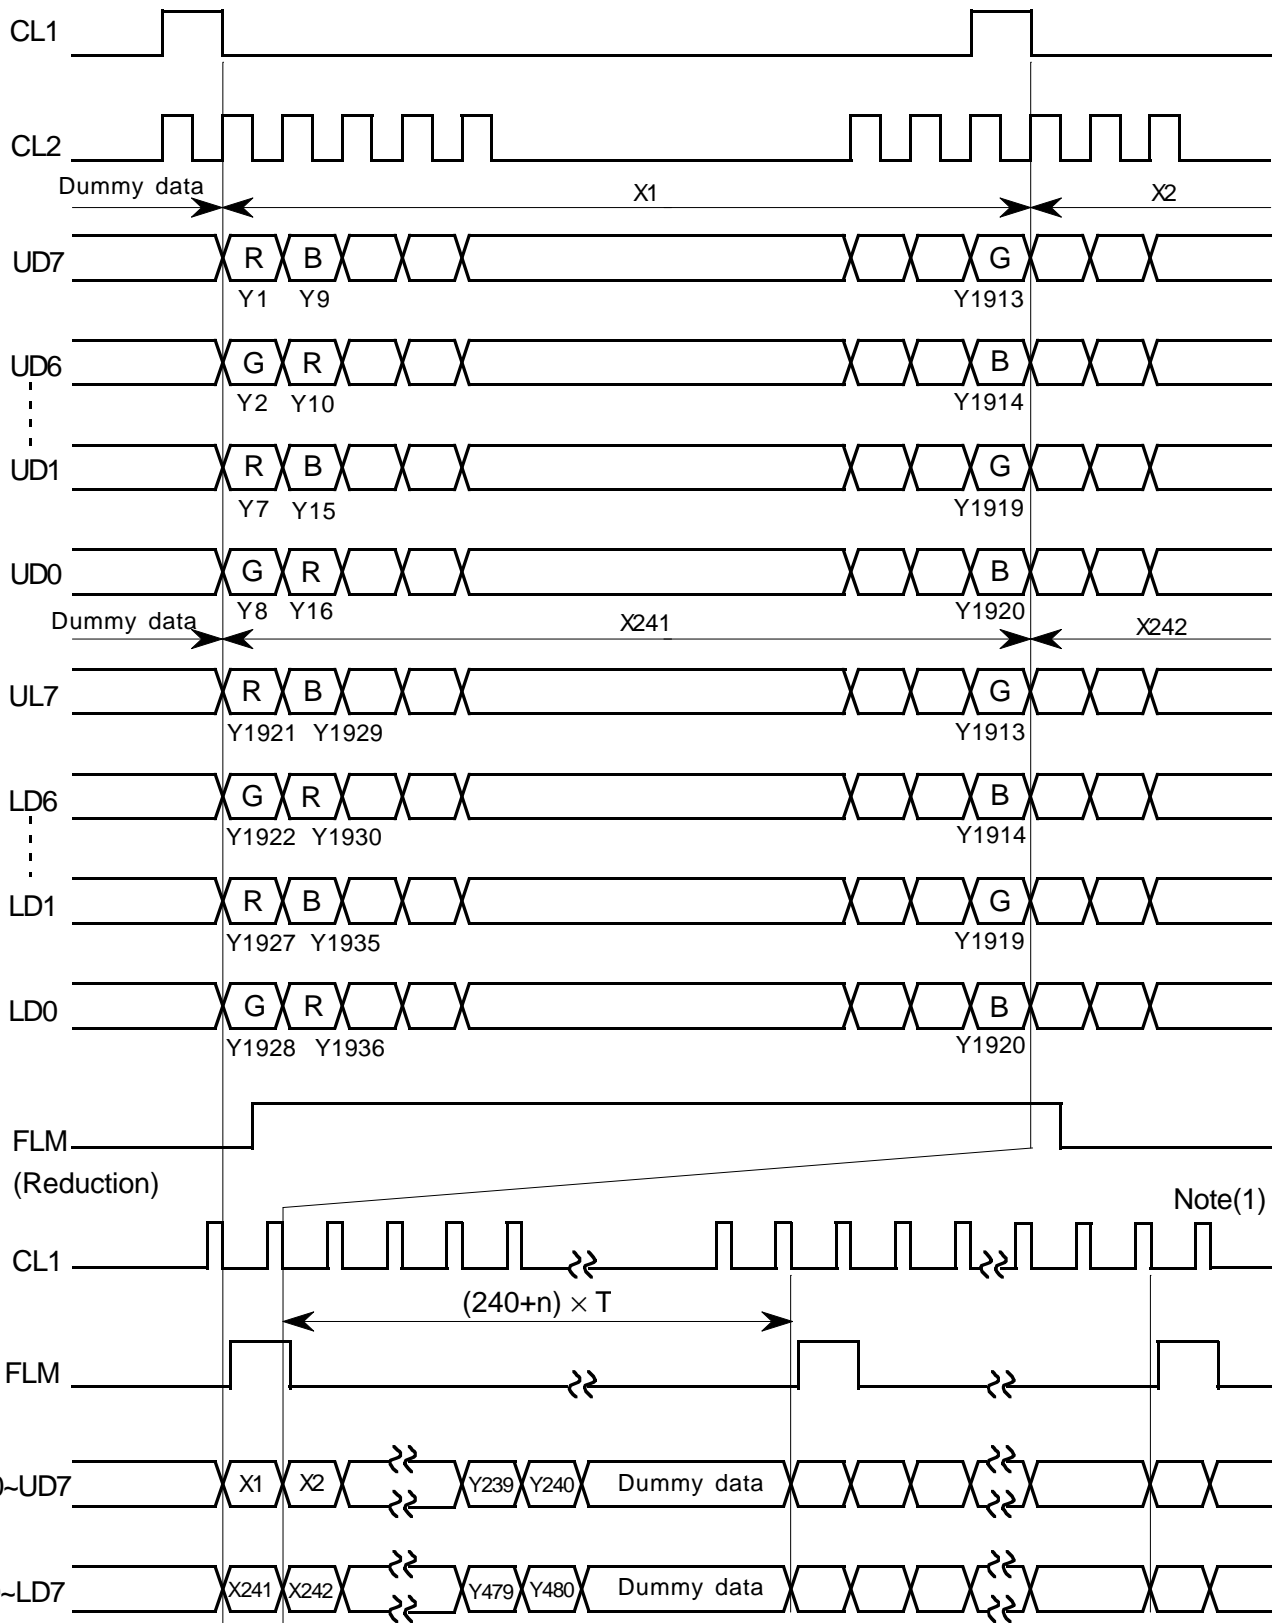 CL1
CL2
Dummy data X1 X2
UD7 R B G
Y1 Y9 Y1913
UD6 G R B
Y2 Y10 Y1914
UD1 R B G
Y7 Y15 Y1919
UD0 G R B
Y8 Y16 Y1920
Dummy data X241 X242
UL7 R B G
Y1921 Y1929 Y1913
LD6 G R B
Y1922 Y1930 Y1914
LD1 R B G
Y1927 Y1935 Y1919
LD0 G R B
Y1928 Y1936 Y1920
FLM
(Reduction)
Note(1)
CL1
(240+n) × T
FLM
~UD7 X1 X2 Y239 Y240 Dummy data
~LD7 X241 X242 Y479 Y480 Dummy data